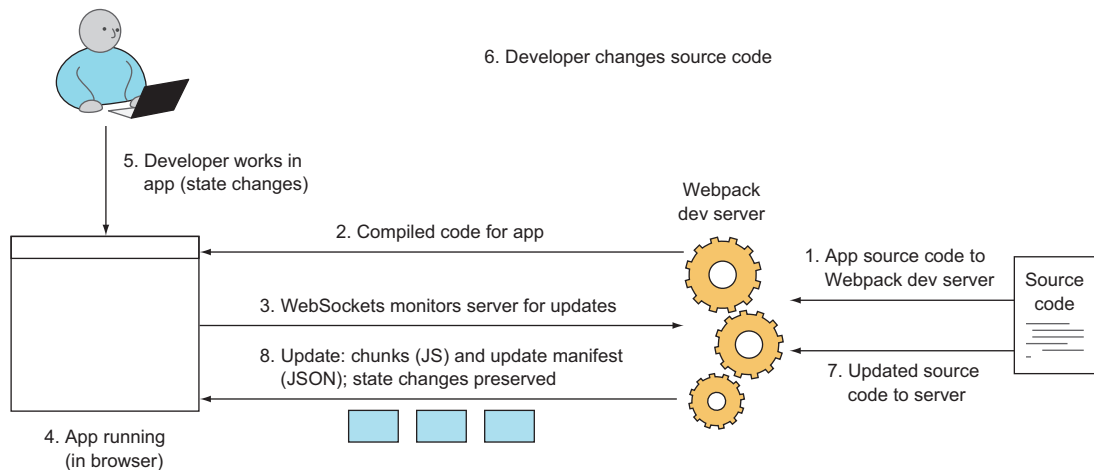 6. Developer changes source code
5. Developer works in
app (state changes)
Webpack
dev server
2. Compiled code for app
1. App source code to
Webpack dev server
Source
code
3. WebSockets monitors server for updates
8. Update: chunks (JS) and update manifest
(JSON); state changes preserved
7. Updated source
code to server
4. App running
(in browser)